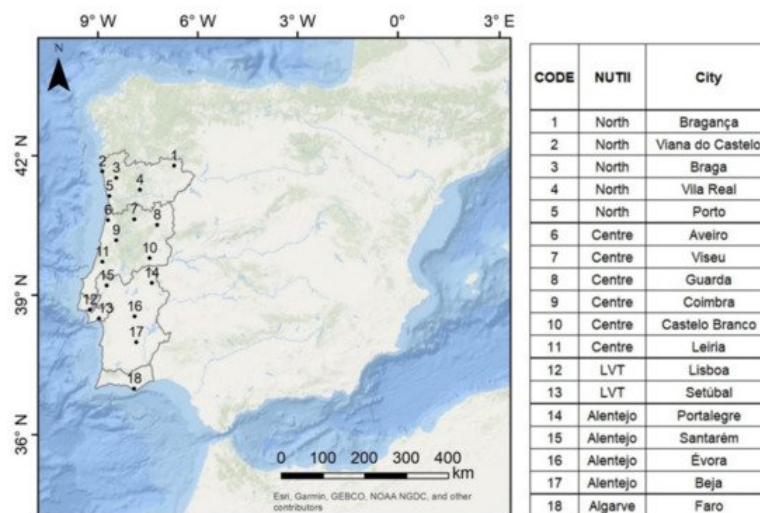 9° W 6° W 3° W 0° 3° E
N
42° N
39° N
36° N
1
2
3
4
5
6
7
8
9
10
11
15
14
12
13
16
17
18
0 100 200 300 400
km
Esri, Garmin, GEBCO, NOAA NGDC, and other
contributors
CODE NUTII City
1 North Bragança
2 North Viana do Castelo
3 North Braga
4 North Vila Real
5 North Porto
6 Centre Aveiro
7 Centre Viseu
8 Centre Guarda
9 Centre Coimbra
10 Centre Castelo Branco
11 Centre Leiria
12 LVT Lisboa
13 LVT Setúbal
14 Alentejo Portalegre
15 Alentejo Santarém
16 Alentejo Évora
17 Alentejo Beja
18 Algarve Faro